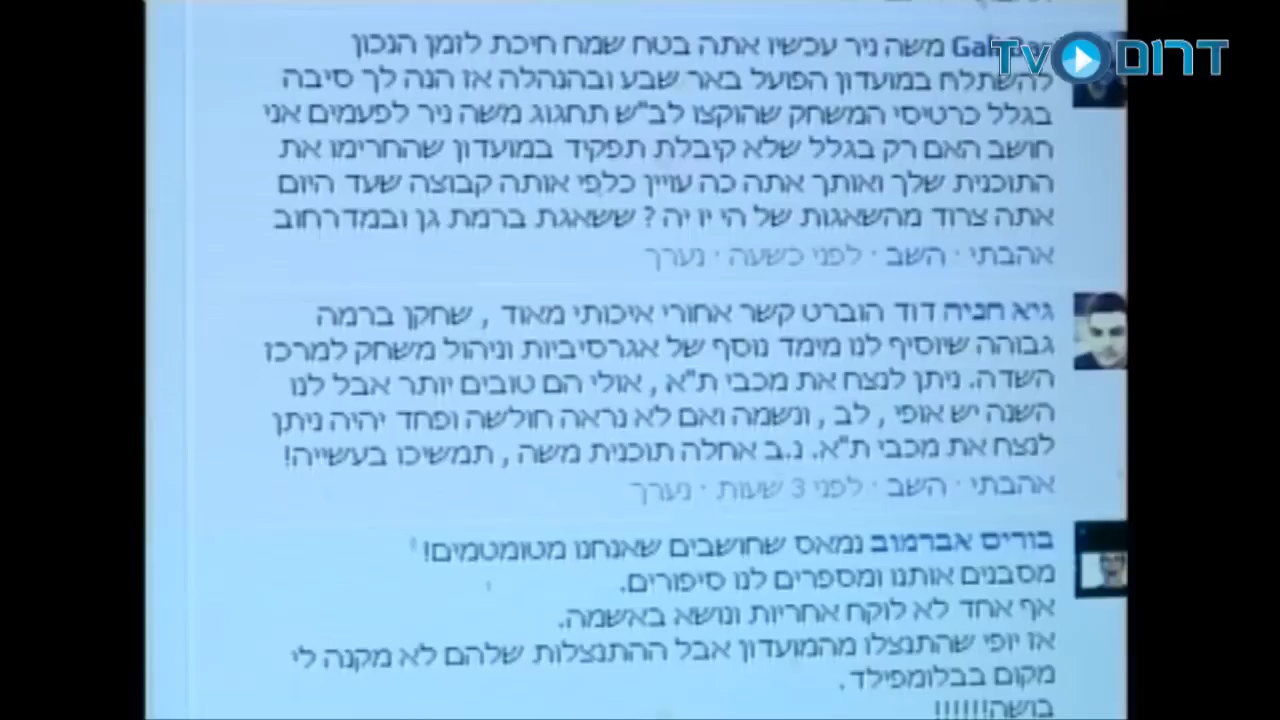 דרום TV
משה ניר עכשיו אתה בטח שמח חיכת לזמן הנכון
להשתלח במועדון הפועל באר שבע ובהנהלה אז הנה לך סיבה
בגלל כרטיסי המשחק שהוקצו לב"ש תחגוג משה ניר לפעמים אני
חושב האם רק בגלל שלא קיבלת תפקיד במועדון שהחרימו את
התוכנית שלך ואותך אתה כה עויין כלפי אותה קבוצה שעד היום
אתה צרוד מהשאגות של הי יו יה ? ששאגת ברמת גן ובמדרחוב
אהבתי · השב · לפני כשעה · נערך
גיא חניה דוד הוברט קשר אחורי איכותי מאוד , שחקן ברמה
גבוהה שיוסיף לנו מימד נוסף של אגרסיביות וניהול משחק למרכז
השדה. ניתן לנצח את מכבי ת"א , אולי הם טובים יותר אבל לנו
השנה יש אופי , לב , ונשמה ואם לא נראה חולשה ופחד יהיה ניתן
לנצח את מכבי ת"א. נ.ב אחלה תוכנית משה , תמשיכו בעשייה!
אהבתי · השב · לפני 3 שעות · נערך
בוריס אברמוב נמאס שחושבים שאנחנו מטומטמים!
מסבנים אותנו ומספרים לנו סיפורים.
אף אחד לא לוקח אחריות ונושא באשמה.
אז יופי שהתנצלו מהמועדון אבל ההתנצלות שלהם לא מקנה לי
מקום בבלומפילד.
בושה!!!!!!